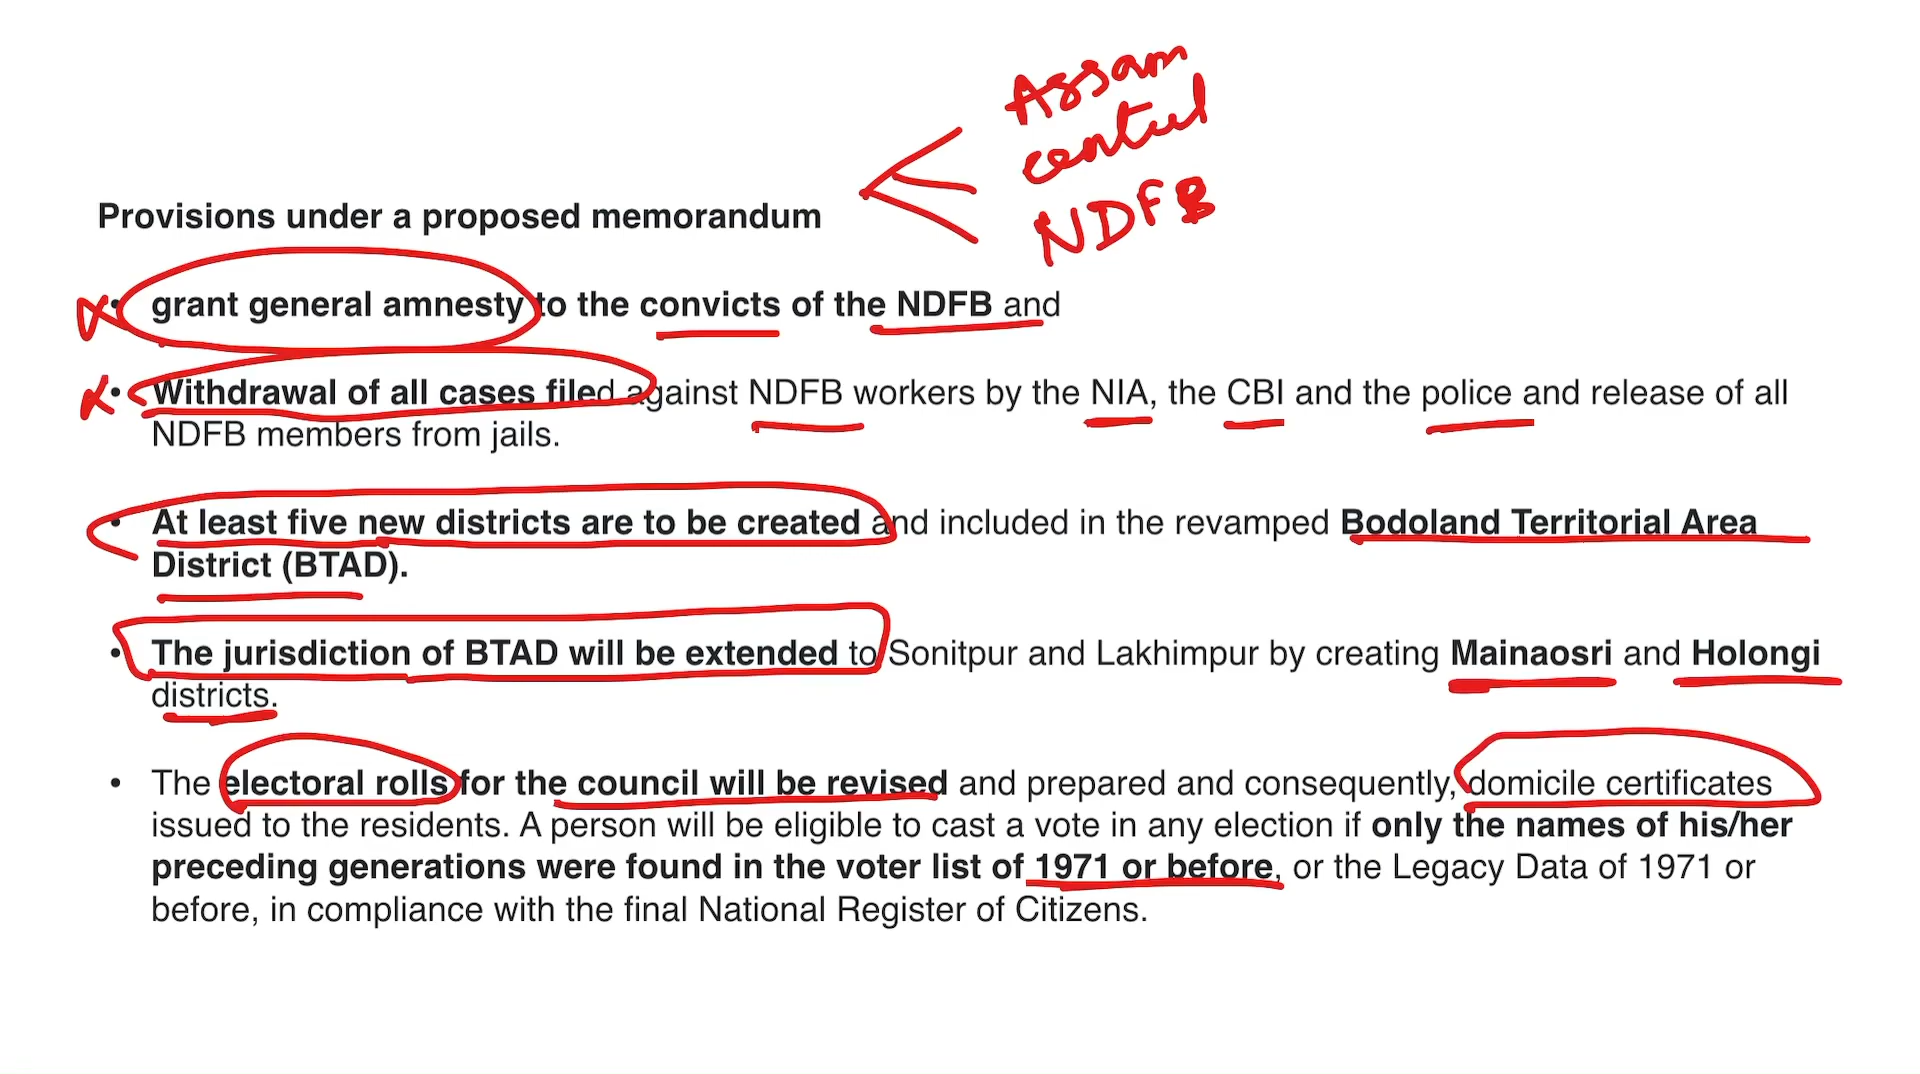 Assam
central
NDFB
Provisions under a proposed memorandum
• grant general amnesty to the convicts of the NDFB and
• Withdrawal of all cases filed against NDFB workers by the NIA, the CBI and the police and release of all
NDFB members from jails.
• At least five new districts are to be created and included in the revamped Bodoland Territorial Area
District (BTAD).
• The jurisdiction of BTAD will be extended to Sonitpur and Lakhimpur by creating Mainaosri and Holongi
districts.
• The electoral rolls for the council will be revised and prepared and consequently, domicile certificates
issued to the residents. A person will be eligible to cast a vote in any election if only the names of his/her
preceding generations were found in the voter list of 1971 or before, or the Legacy Data of 1971 or
before, in compliance with the final National Register of Citizens.